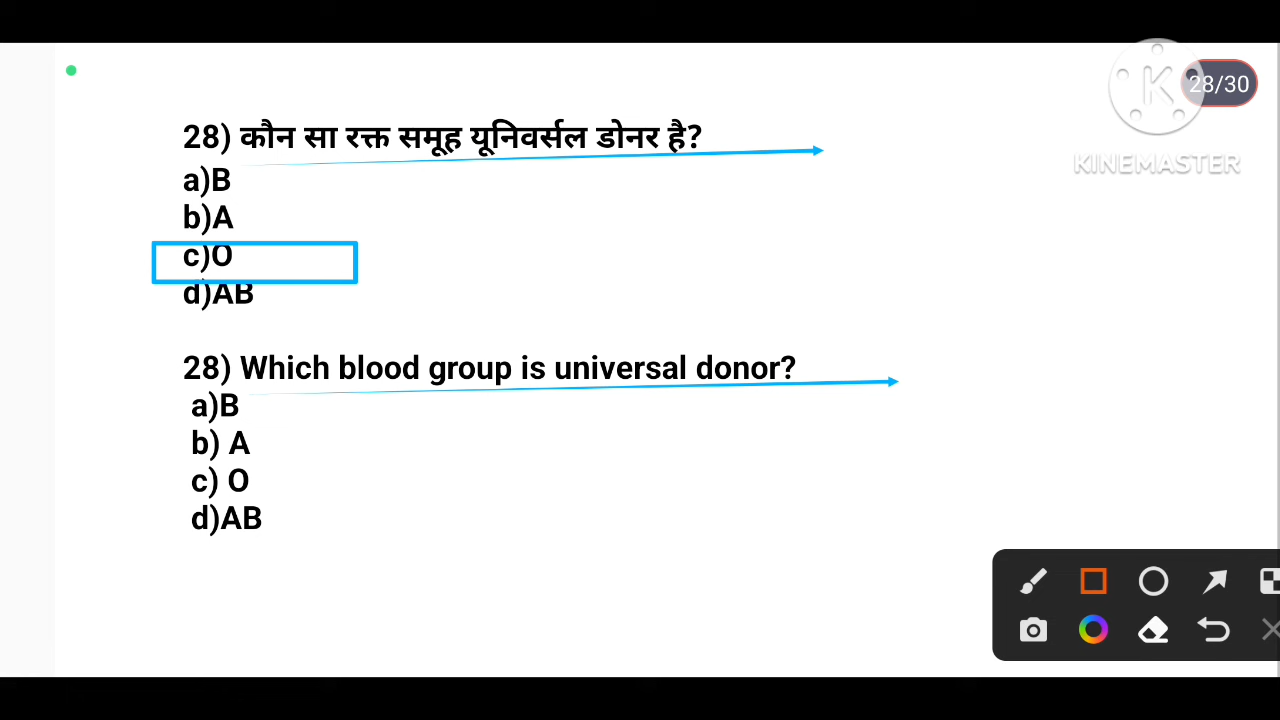 28/30
KINEMASTER
28) कौन सा रक्त समूह यूनिवर्सल डोनर है?
a)B
b)A
c)O
d)AB
28) Which blood group is universal donor?
a)B
b) A
c) O
d)AB